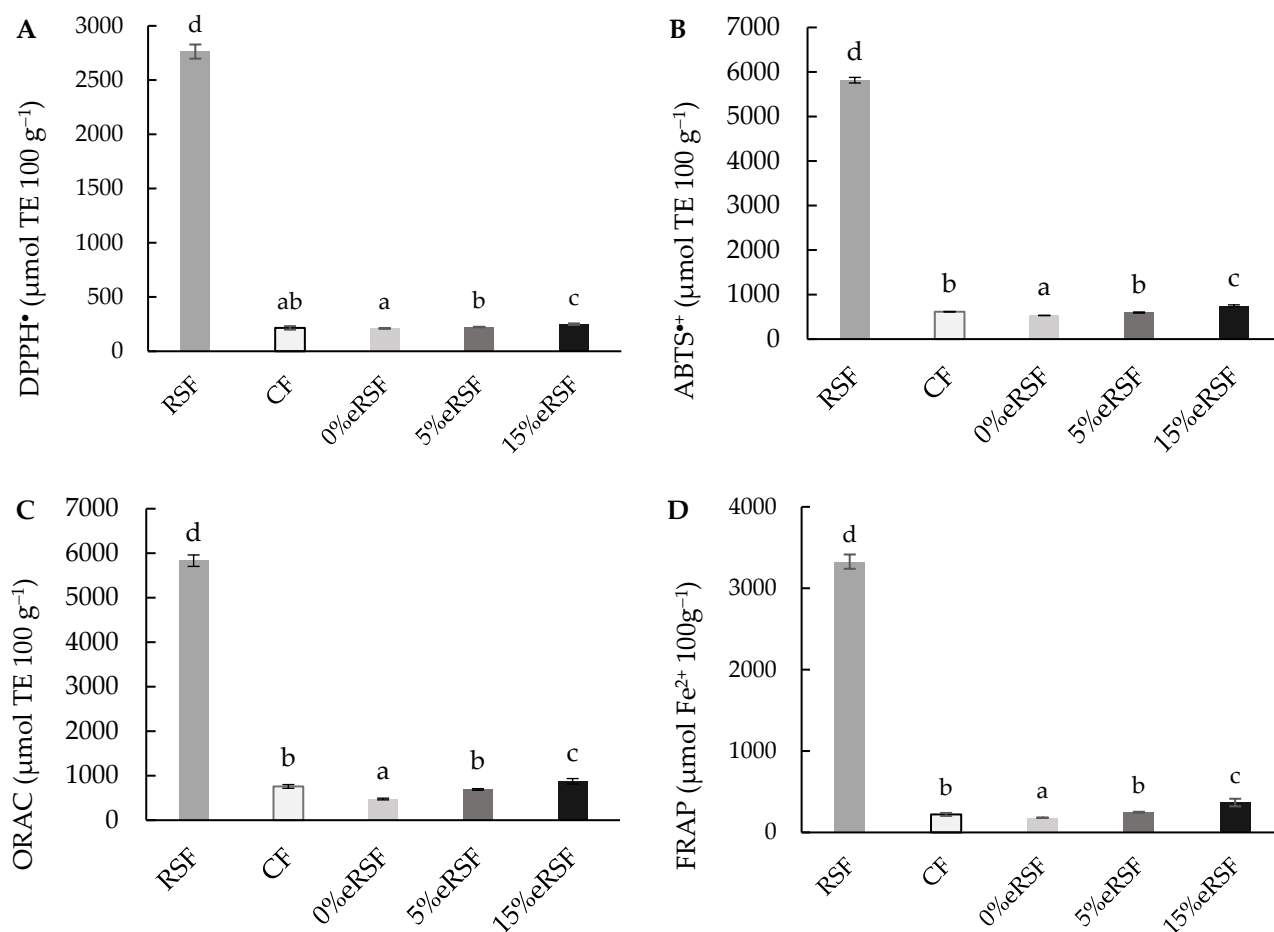 A
DPPH• (µmol TE 100 g⁻¹)
3000
2500
2000
1500
1000
500
0
d
ab
a
b
c
RSF
CF
0%eRSF
5%eRSF
15%eRSF
B
ABTS•⁺ (µmol TE 100 g⁻¹)
7000
6000
5000
4000
3000
2000
1000
0
d
b
a
b
c
RSF
CF
0%eRSF
5%eRSF
15%eRSF
C
ORAC (µmol TE 100 g⁻¹)
7000
6000
5000
4000
3000
2000
1000
0
d
b
a
b
c
RSF
CF
0%eRSF
5%eRSF
15%eRSF
D
FRAP (µmol Fe²⁺ 100g⁻¹)
4000
3000
2000
1000
0
d
b
a
b
c
RSF
CF
0%eRSF
5%eRSF
15%eRSF